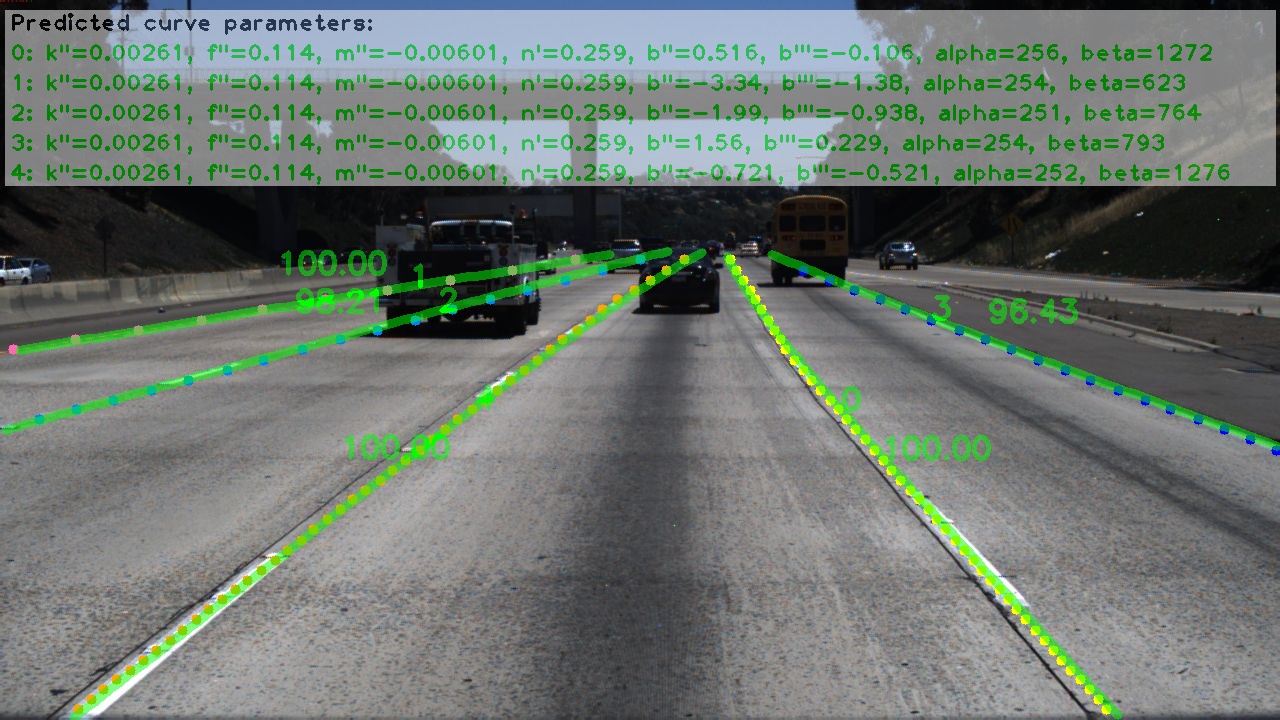 Predicted curve parameters:
0: k''=0.00261, f''=0.114, m''=−0.00601, n'=0.259, b''=0.516, b'''=−0.106, alpha=256, beta=1272
1: k''=0.00261, f''=0.114, m''=−0.00601, n'=0.259, b''=−3.34, b'''=−1.38, alpha=254, beta=623
2: k''=0.00261, f''=0.114, m''=−0.00601, n'=0.259, b''=−1.99, b'''=−0.938, alpha=251, beta=764
3: k''=0.00261, f''=0.114, m''=−0.00601, n'=0.259, b''=1.56, b'''=0.229, alpha=254, beta=793
4: k''=0.00261, f''=0.114, m''=−0.00601, n'=0.259, b''=−0.721, b'''=−0.521, alpha=252, beta=1276
100.00 1
98.21 2
3 96.43
0
100.00
100.00